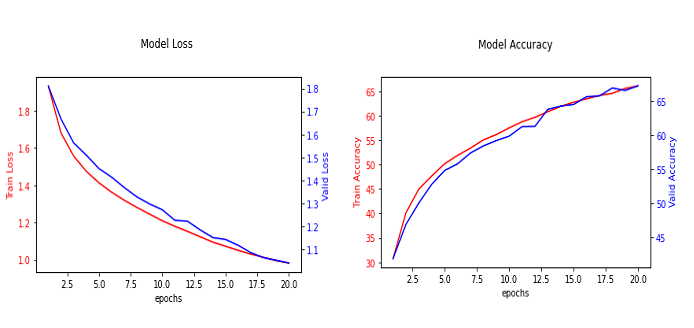 Model Loss
Train Loss
1.8
1.6
1.4
1.2
1.0
2.5 5.0 7.5 10.0 12.5 15.0 17.5 20.0
epochs
1.8
1.7
1.6
1.5
1.4
1.3
1.2
1.1
Valid Loss
Model Accuracy
Train Accuracy
65
60
55
50
45
40
35
30
2.5 5.0 7.5 10.0 12.5 15.0 17.5 20.0
epochs
65
60
55
50
45
Valid Accuracy